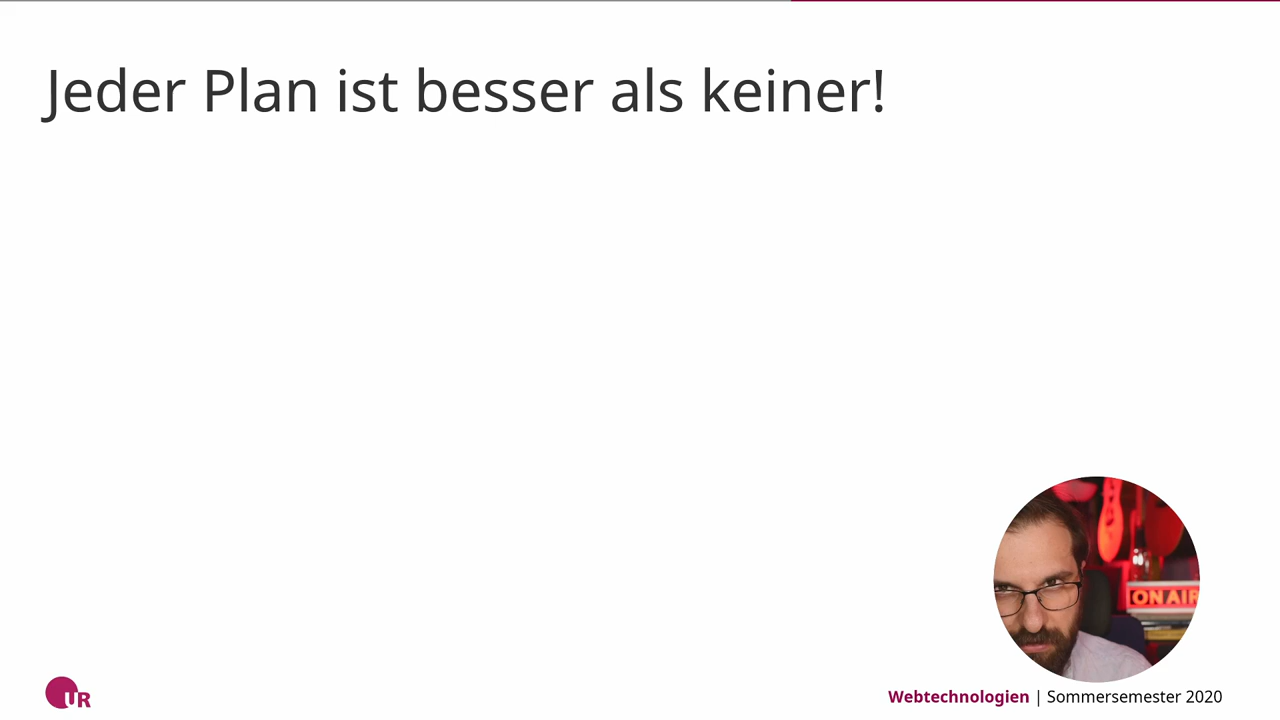 Jeder Plan ist besser als keiner!
ON AIR
UR
Webtechnologien | Sommersemester 2020